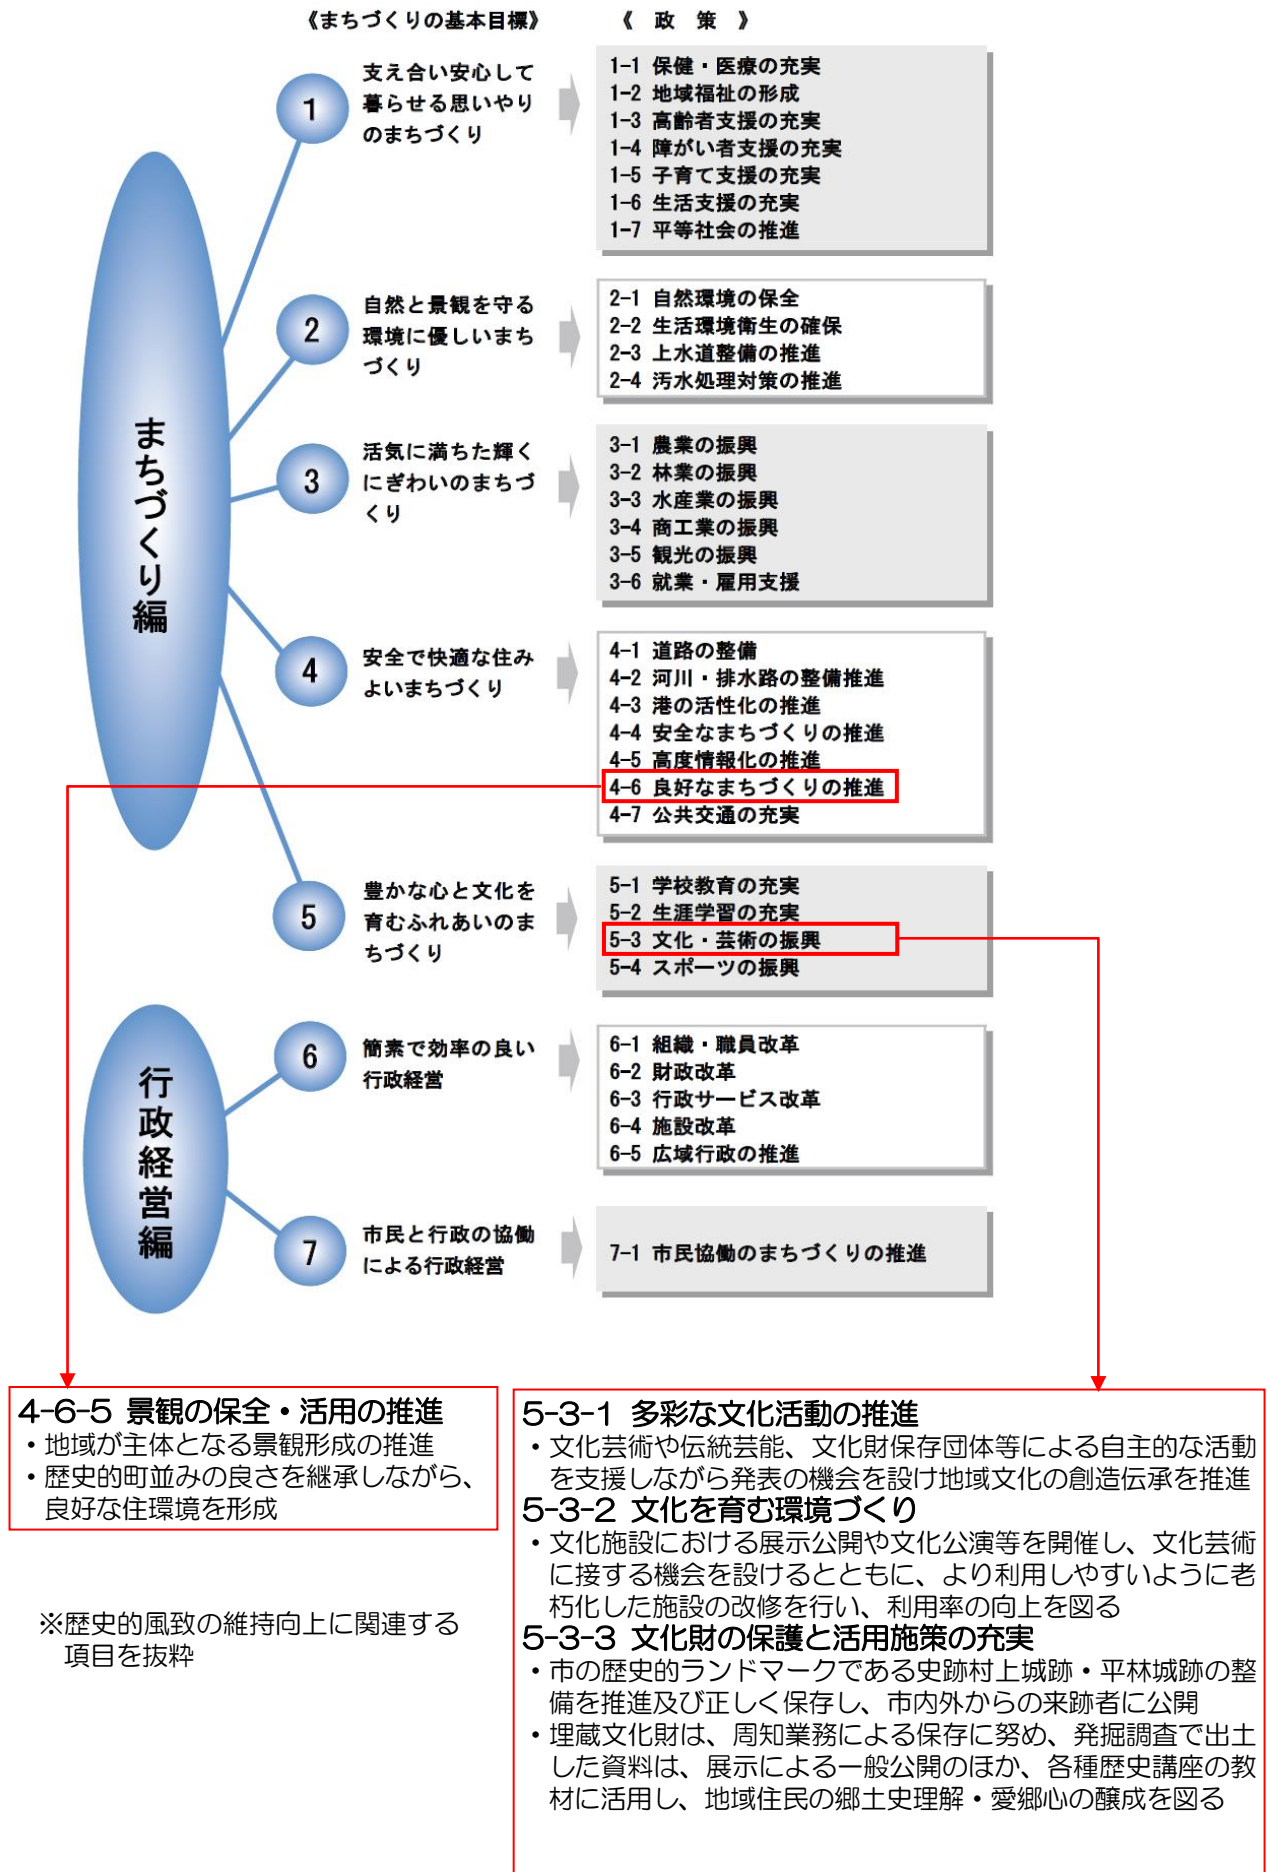 《まちづくりの基本目標》
《 政 策 》
まちづくり編
1
支え合い安心して
暮らせる思いやり
のまちづくり
1-1 保健・医療の充実
1-2 地域福祉の形成
1-3 高齢者支援の充実
1-4 障がい者支援の充実
1-5 子育て支援の充実
1-6 生活支援の充実
1-7 平等社会の推進
2
自然と景観を守る
環境に優しいまち
づくり
2-1 自然環境の保全
2-2 生活環境衛生の確保
2-3 上水道整備の推進
2-4 汚水処理対策の推進
3
活気に満ちた輝く
にぎわいのまちづ
くり
3-1 農業の振興
3-2 林業の振興
3-3 水産業の振興
3-4 商工業の振興
3-5 観光の振興
3-6 就業・雇用支援
4
安全で快適な住み
よいまちづくり
4-1 道路の整備
4-2 河川・排水路の整備推進
4-3 港の活性化の推進
4-4 安全なまちづくりの推進
4-5 高度情報化の推進
4-6 良好なまちづくりの推進
4-7 公共交通の充実
5
豊かな心と文化を
育むふれあいのま
ちづくり
5-1 学校教育の充実
5-2 生涯学習の充実
5-3 文化・芸術の振興
5-4 スポーツの振興
行政経営編
6
簡素で効率の良い
行政経営
6-1 組織・職員改革
6-2 財政改革
6-3 行政サービス改革
6-4 施設改革
6-5 広域行政の推進
7
市民と行政の協働
による行政経営
7-1 市民協働のまちづくりの推進
4-6-5 景観の保全・活用の推進
・地域が主体となる景観形成の推進
・歴史的町並みの良さを継承しながら、
良好な住環境を形成
※歴史的風致の維持向上に関連する
項目を抜粋
5-3-1 多彩な文化活動の推進
・文化芸術や伝統芸能、文化財保存団体等による自主的な活動
を支援しながら発表の機会を設け地域文化の創造伝承を推進
5-3-2 文化を育む環境づくり
・文化施設における展示公開や文化公演等を開催し、文化芸術
に接する機会を設けるとともに、より利用しやすいように老
朽化した施設の改修を行い、利用率の向上を図る
5-3-3 文化財の保護と活用施策の充実
・市の歴史的ランドマークである史跡村上城跡・平林城跡の整
備を推進及び正しく保存し、市内外からの来跡者に公開
・埋蔵文化財は、周知業務による保存に努め、発掘調査で出土
した資料は、展示による一般公開のほか、各種歴史講座の教
材に活用し、地域住民の郷土史理解・愛郷心の醸成を図る